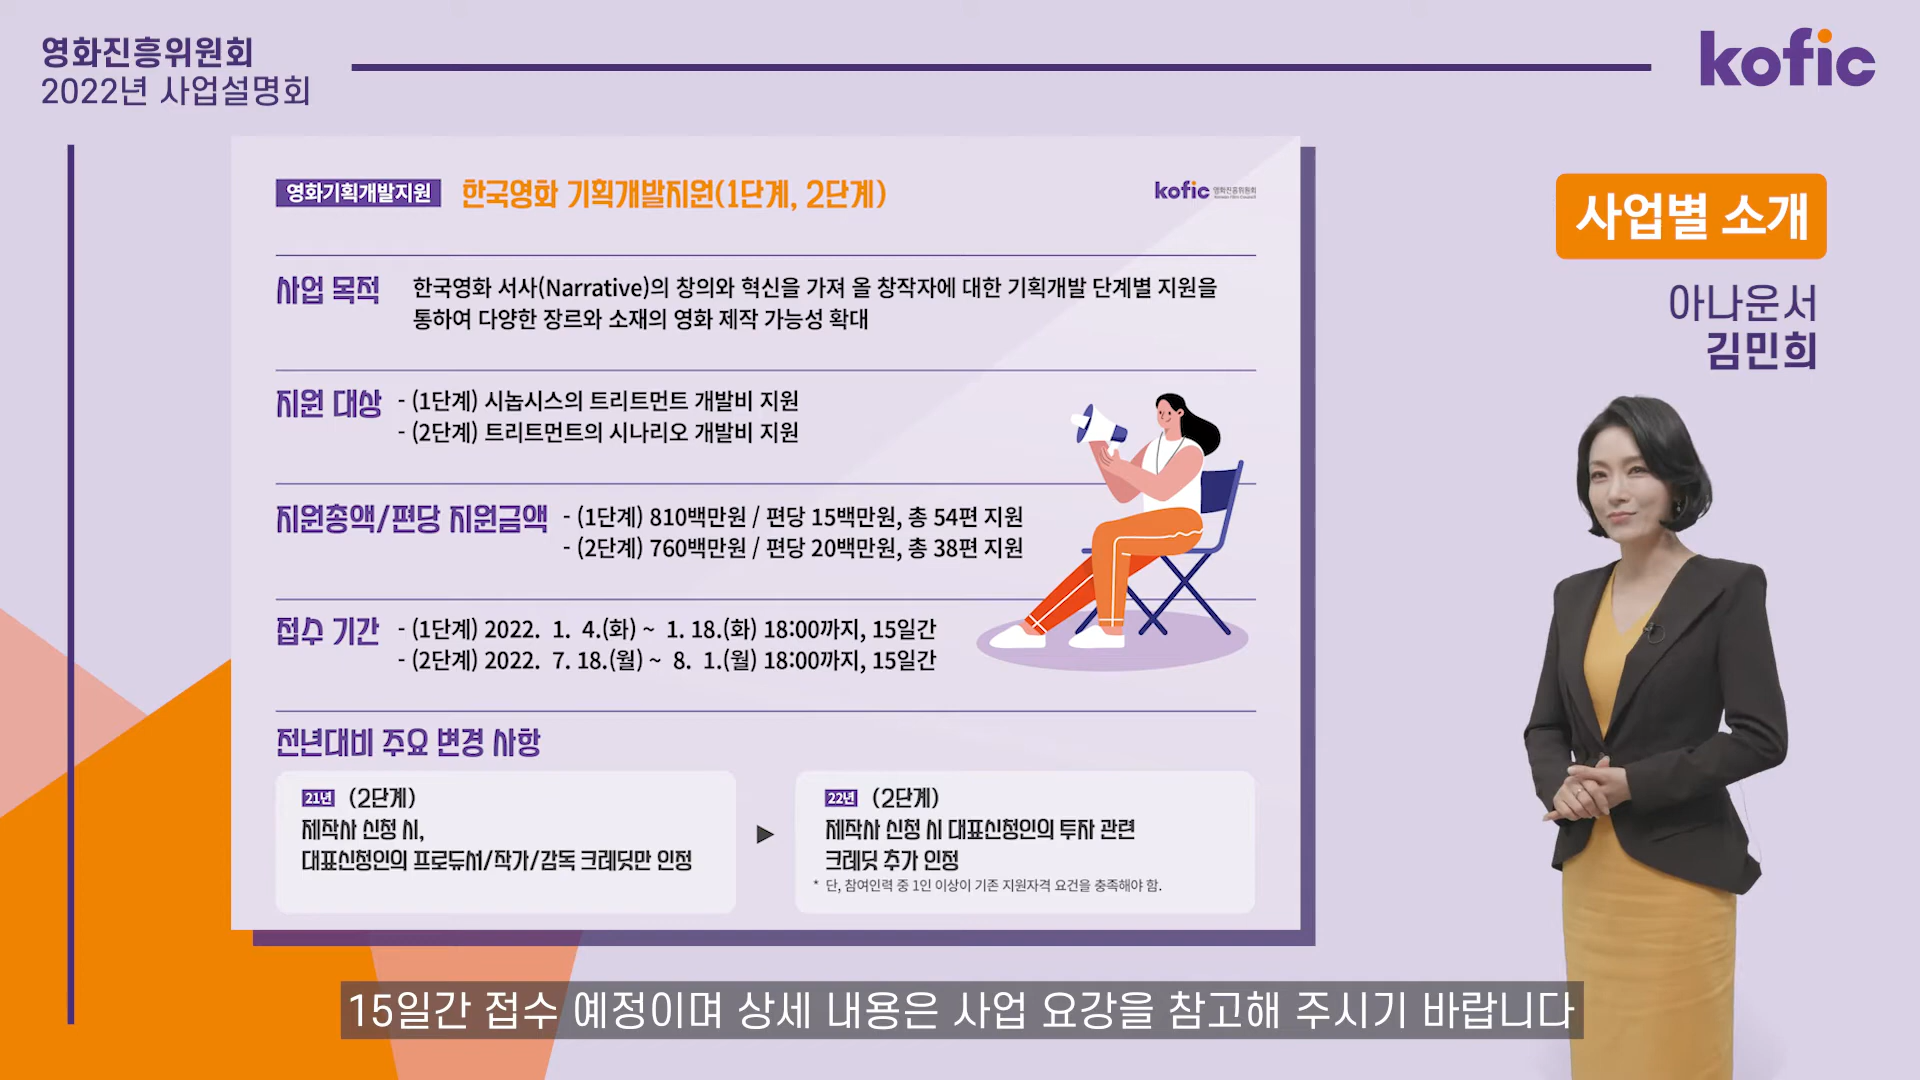 영화진흥위원회
2022년 사업설명회
kofic
영화기획개발지원 한국영화 기획개발지원(1단계, 2단계)
kofic 영화진흥위원회
사업 목적 한국영화 서사(Narrative)의 창의와 혁신을 가져 올 창작자에 대한 기획개발 단계별 지원을
통하여 다양한 장르와 소재의 영화 제작 가능성 확대
지원 대상 - (1단계) 시놉시스의 트리트먼트 개발비 지원
- (2단계) 트리트먼트의 시나리오 개발비 지원
지원총액/편당 지원금액 - (1단계) 810백만원 / 편당 15백만원, 총 54편 지원
- (2단계) 760백만원 / 편당 20백만원, 총 38편 지원
접수 기간 - (1단계) 2022. 1. 4.(화) ~ 1. 18.(화) 18:00까지, 15일간
- (2단계) 2022. 7. 18.(월) ~ 8. 1.(월) 18:00까지, 15일간
전년대비 주요 변경 사항
21년 (2단계)
제작사 신청 시,
대표신청인의 프로듀서/작가/감독 크레딧만 인정
▶
22년 (2단계)
제작사 신청 시 대표신청인의 투자 관련
크레딧 추가 인정
* 단, 참여인력 중 1인 이상이 기존 지원자격 요건을 충족해야 함.
사업별 소개
아나운서
김민희
15일간 접수 예정이며 상세 내용은 사업 요강을 참고해 주시기 바랍니다